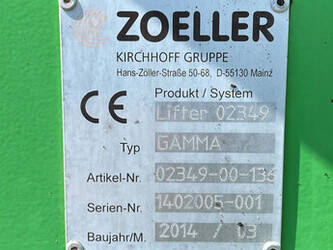 ZOELLER
KIRCHHOFF GRUPPE
Hans-Zöller-Straße 50-68, D-55130 Mainz
CE Produkt / System
Lifter 02349
Typ GAMMA
Artikel-Nr. 02349-00-136
Serien-Nr. 1402005-001
Baujahr/M. 2014 / 03